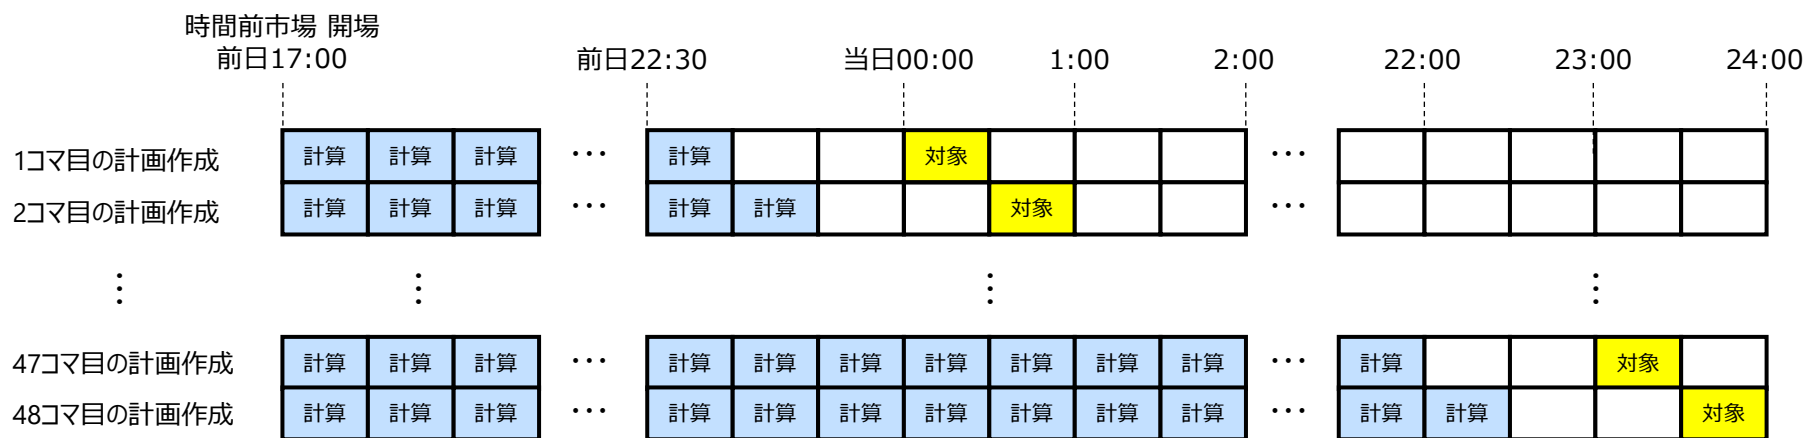 時間前市場 開場
前日17:00 前日22:30 当日00:00 1:00 2:00 22:00 23:00 24:00
1コマ目の計画作成 計算 計算 計算 ・・・ 計算 対象 ・・・
2コマ目の計画作成 計算 計算 計算 ・・・ 計算 計算 対象 ・・・
⋮ ⋮ ⋮ ⋮
47コマ目の計画作成 計算 計算 計算 ・・・ 計算 計算 計算 計算 計算 計算 計算 ・・・ 計算 対象
48コマ目の計画作成 計算 計算 計算 ・・・ 計算 計算 計算 計算 計算 計算 計算 ・・・ 計算 計算 対象